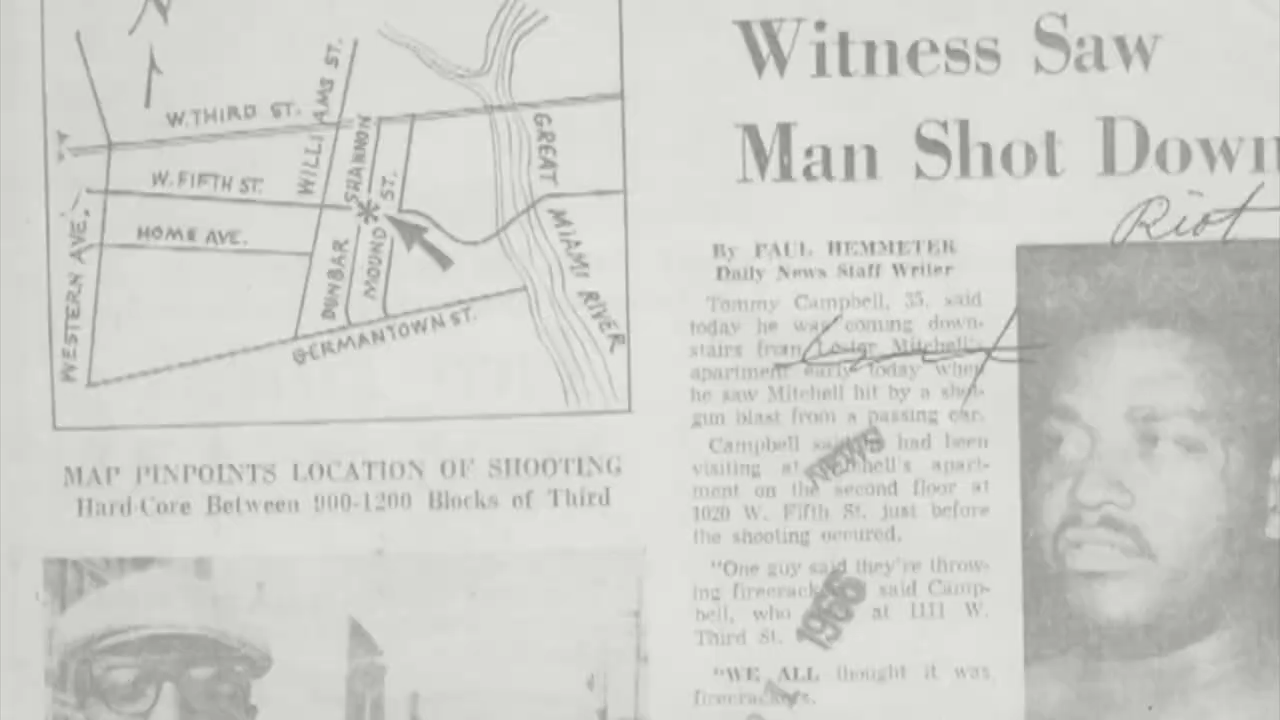 N
W. THIRD ST.
WILLIAMS ST.
SHANNON
ST.
W. FIFTH ST.
HOME AVE.
WESTERN AVE.
DUNBAR
MOUND
GERMANTOWN ST.
GREAT
MIAMI RIVER
MAP PINPOINTS LOCATION OF SHOOTING
Hard-Core Between 900-1200 Blocks of Third
Witness Saw
Man Shot Down
Riot
By PAUL HEMMETER
Daily News Staff Writer
Tommy Campbell, 35, said
today he was coming down-
stairs from Lester Mitchell's
apartment early today when
he saw Mitchell hit by a shot-
gun blast from a passing car.
Campbell said had been
visiting at Mitchell's apart-
ment on the second floor at
1020 W. Fifth St. just before
the shooting occured.
"One guy said they're throw-
ing firecrackers said Camp-
bell, who at 1111 W.
Third St.
"WE ALL thought it was
firecrackers.
NEWS
1966